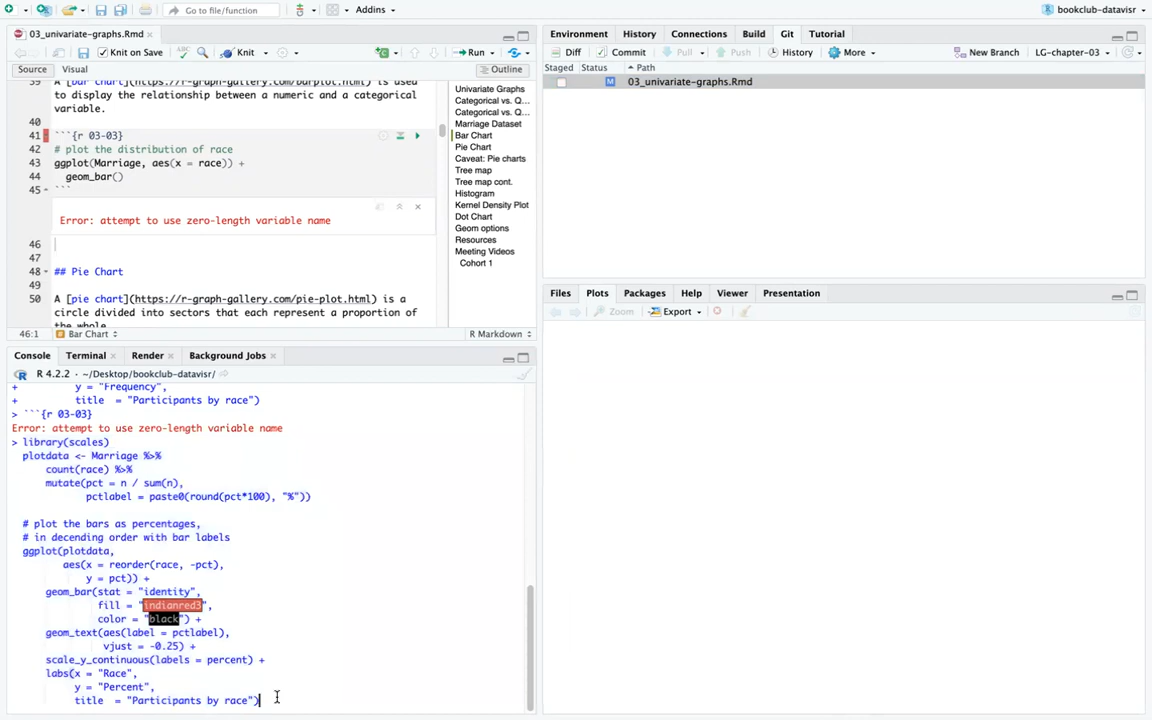 Go to file/function
Addins
bookclub-datavisr
03_univariate-graphs.Rmd
Knit on Save
Knit
Run
Source
Visual
Outline
39
A [bar chart](https://r-graph-gallery.com/barplot.html) is used
to display the relationship between a numeric and a categorical
variable.
40
41 ```{r 03-03}
42 # plot the distribution of race
43 ggplot(Marriage, aes(x = race)) +
44 geom_bar()
45 ```
Error: attempt to use zero-length variable name
46
47
48 ## Pie Chart
49
50 A [pie chart](https://r-graph-gallery.com/pie-plot.html) is a
circle divided into sectors that each represent a proportion of
the whole.
46:1
Bar Chart
R Markdown
Univariate Graphs
Categorical vs. Q...
Categorical vs. Q...
Marriage Dataset
Bar Chart
Pie Chart
Caveat: Pie charts
Tree map
Tree map cont.
Histogram
Kernel Density Plot
Dot Chart
Geom options
Resources
Meeting Videos
Cohort 1
Console
Terminal
Render
Background Jobs
R 4.2.2 · ~/Desktop/bookclub-datavisr/
+ y = "Frequency",
+ title = "Participants by race")
> ```{r 03-03}
Error: attempt to use zero-length variable name
> library(scales)
plotdata <- Marriage %>%
count(race) %>%
mutate(pct = n / sum(n),
pctlabel = paste0(round(pct*100), "%"))
# plot the bars as percentages,
# in decending order with bar labels
ggplot(plotdata,
aes(x = reorder(race, -pct),
y = pct)) +
geom_bar(stat = "identity",
fill = "indianred3",
color = "black") +
geom_text(aes(label = pctlabel),
vjust = -0.25) +
scale_y_continuous(labels = percent) +
labs(x = "Race",
y = "Percent",
title = "Participants by race")
Environment
History
Connections
Build
Git
Tutorial
Diff
Commit
Pull
Push
History
More
New Branch
LG-chapter-03
Staged
Status
Path
M
03_univariate-graphs.Rmd
Files
Plots
Packages
Help
Viewer
Presentation
Zoom
Export